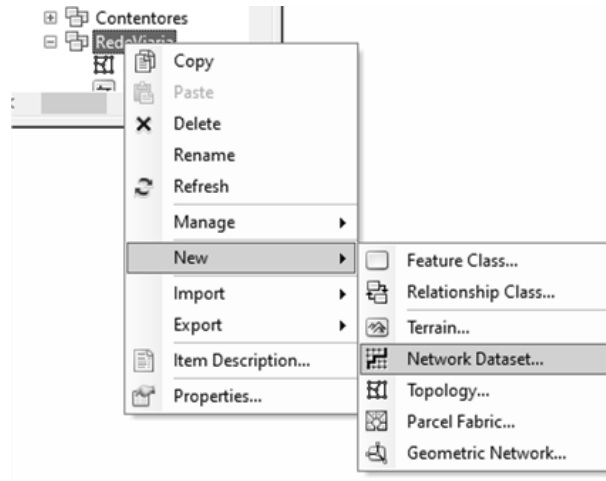 Contentores
RedeViaria
Copy
Paste
Delete
Rename
Refresh
Manage
New
Import
Export
Item Description...
Properties...
Feature Class...
Relationship Class...
Terrain...
Network Dataset...
Topology...
Parcel Fabric...
Geometric Network...